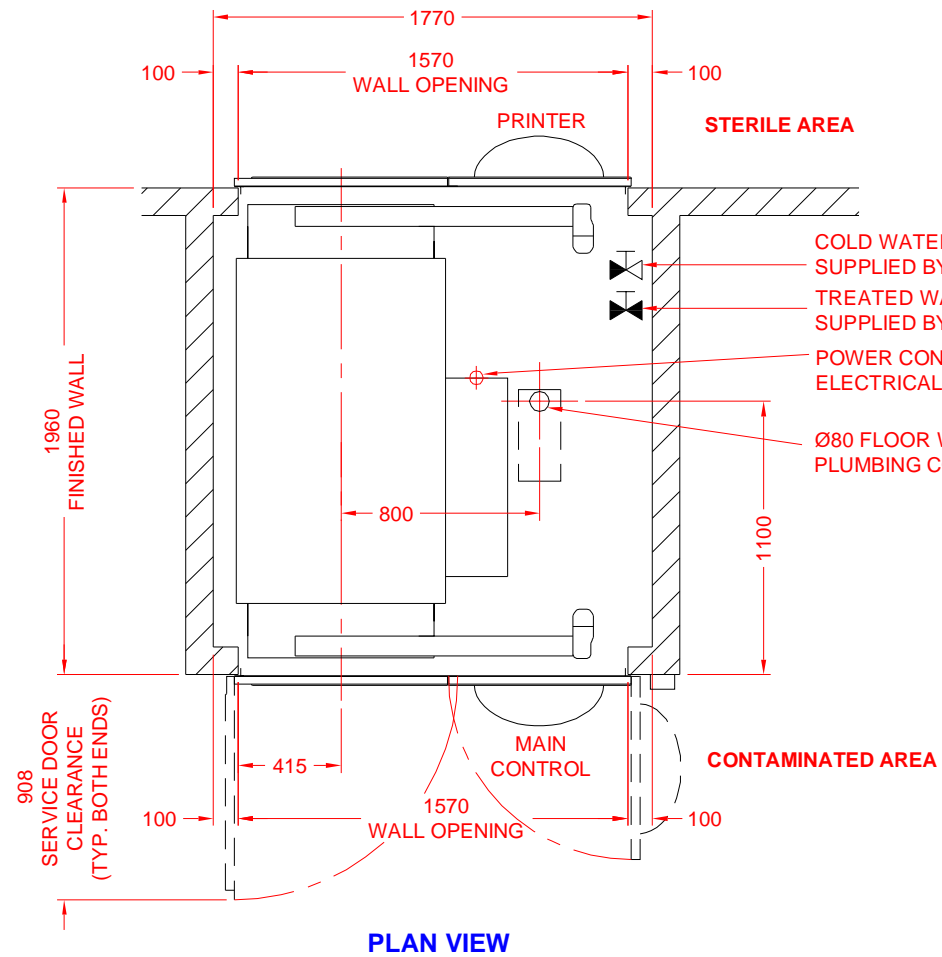 1770
100
1570
WALL OPENING
100
PRINTER
STERILE AREA
COLD WATE
SUPPLIED BY
TREATED WA
SUPPLIED BY
POWER CON
ELECTRICAL
Ø80 FLOOR W
PLUMBING C
1960
FINISHED WALL
800
1100
908
SERVICE DOOR
CLEARANCE
(TYP. BOTH ENDS)
415
MAIN
CONTROL
CONTAMINATED AREA
100
1570
WALL OPENING
100
PLAN VIEW